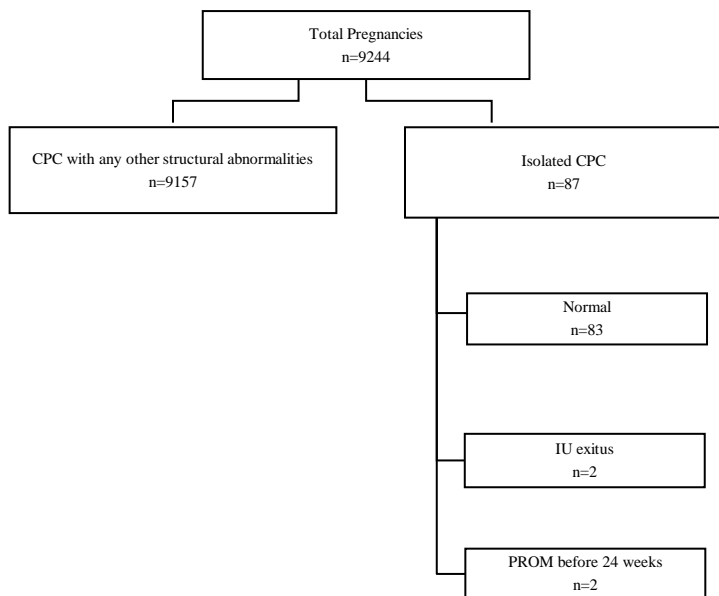 Total Pregnancies
n=9244
CPC with any other structural abnormalities
n=9157
Isolated CPC
n=87
Normal
n=83
IU exitus
n=2
PROM before 24 weeks
n=2